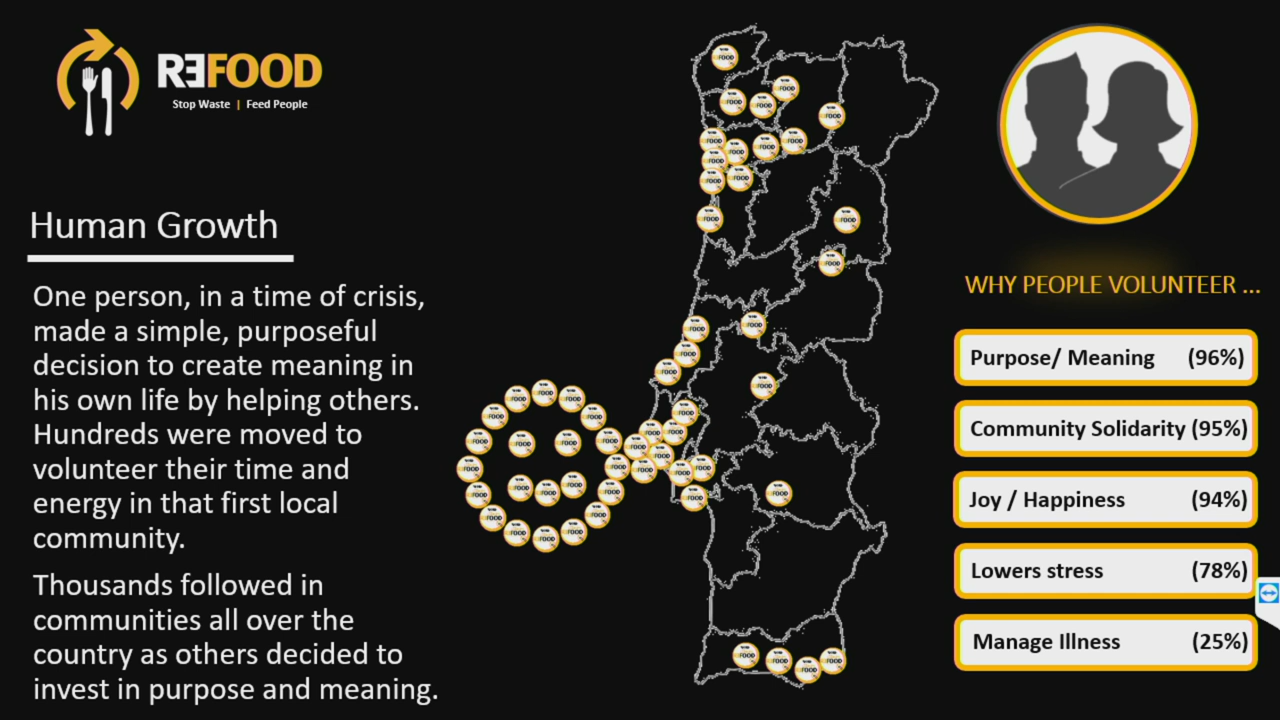 REFOOD
Stop Waste | Feed People
Human Growth
One person, in a time of crisis,
made a simple, purposeful
decision to create meaning in
his own life by helping others.
Hundreds were moved to
volunteer their time and
energy in that first local
community.
Thousands followed in
communities all over the
country as others decided to
invest in purpose and meaning.
WHY PEOPLE VOLUNTEER ...
Purpose/ Meaning (96%)
Community Solidarity (95%)
Joy / Happiness (94%)
Lowers stress (78%)
Manage Illness (25%)